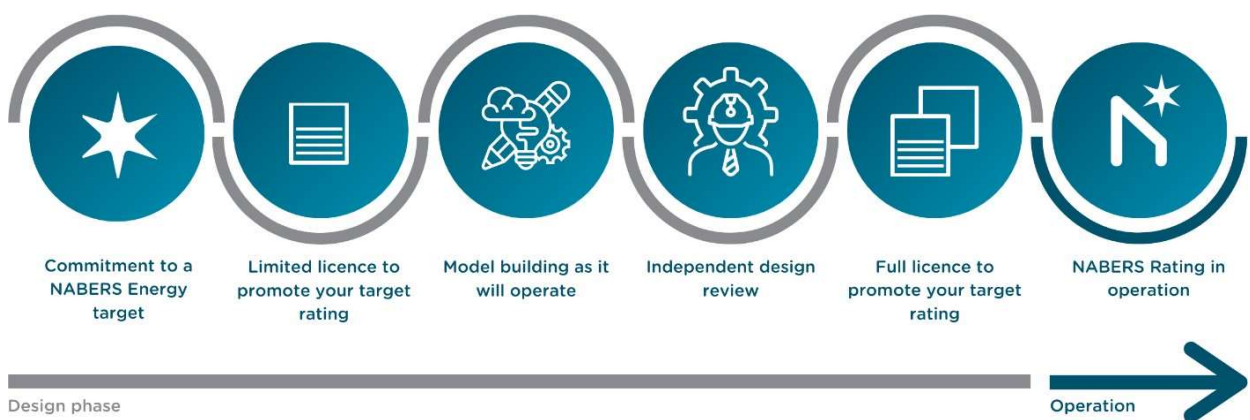 Commitment to a
NABERS Energy
target
Limited licence to
promote your target
rating
Model building as it
will operate
Independent design
review
Full licence to
promote your target
rating
NABERS Rating in
operation
Design phase
Operation